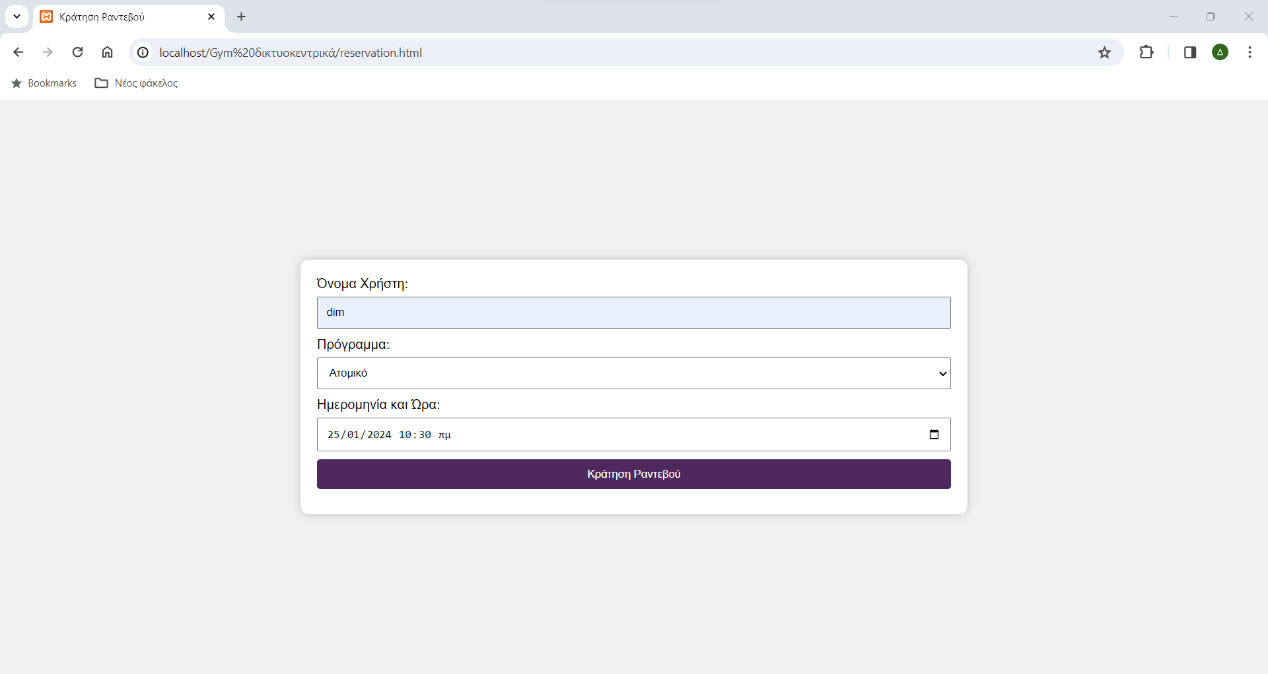 Κράτηση Ραντεβού
localhost/Gym%20δικτυοκεντρικά/reservation.html
Δ
Bookmarks Νέος φάκελος
Όνομα Χρήστη:
dim
Πρόγραμμα:
Ατομικό
Ημερομηνία και Ώρα:
25/01/2024 10:30 πμ
Κράτηση Ραντεβού